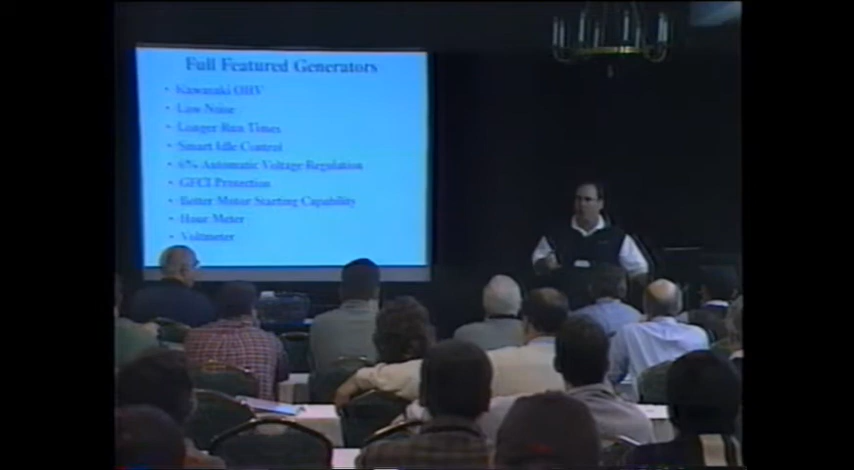 Full Featured Generators
• Kawasaki OHV
• Low Noise
• Longer Run Times
• Smart Idle Control
• 6% Automatic Voltage Regulation
• GFCI Protection
• Better Motor Starting Capability
• Hour Meter
• Voltmeter